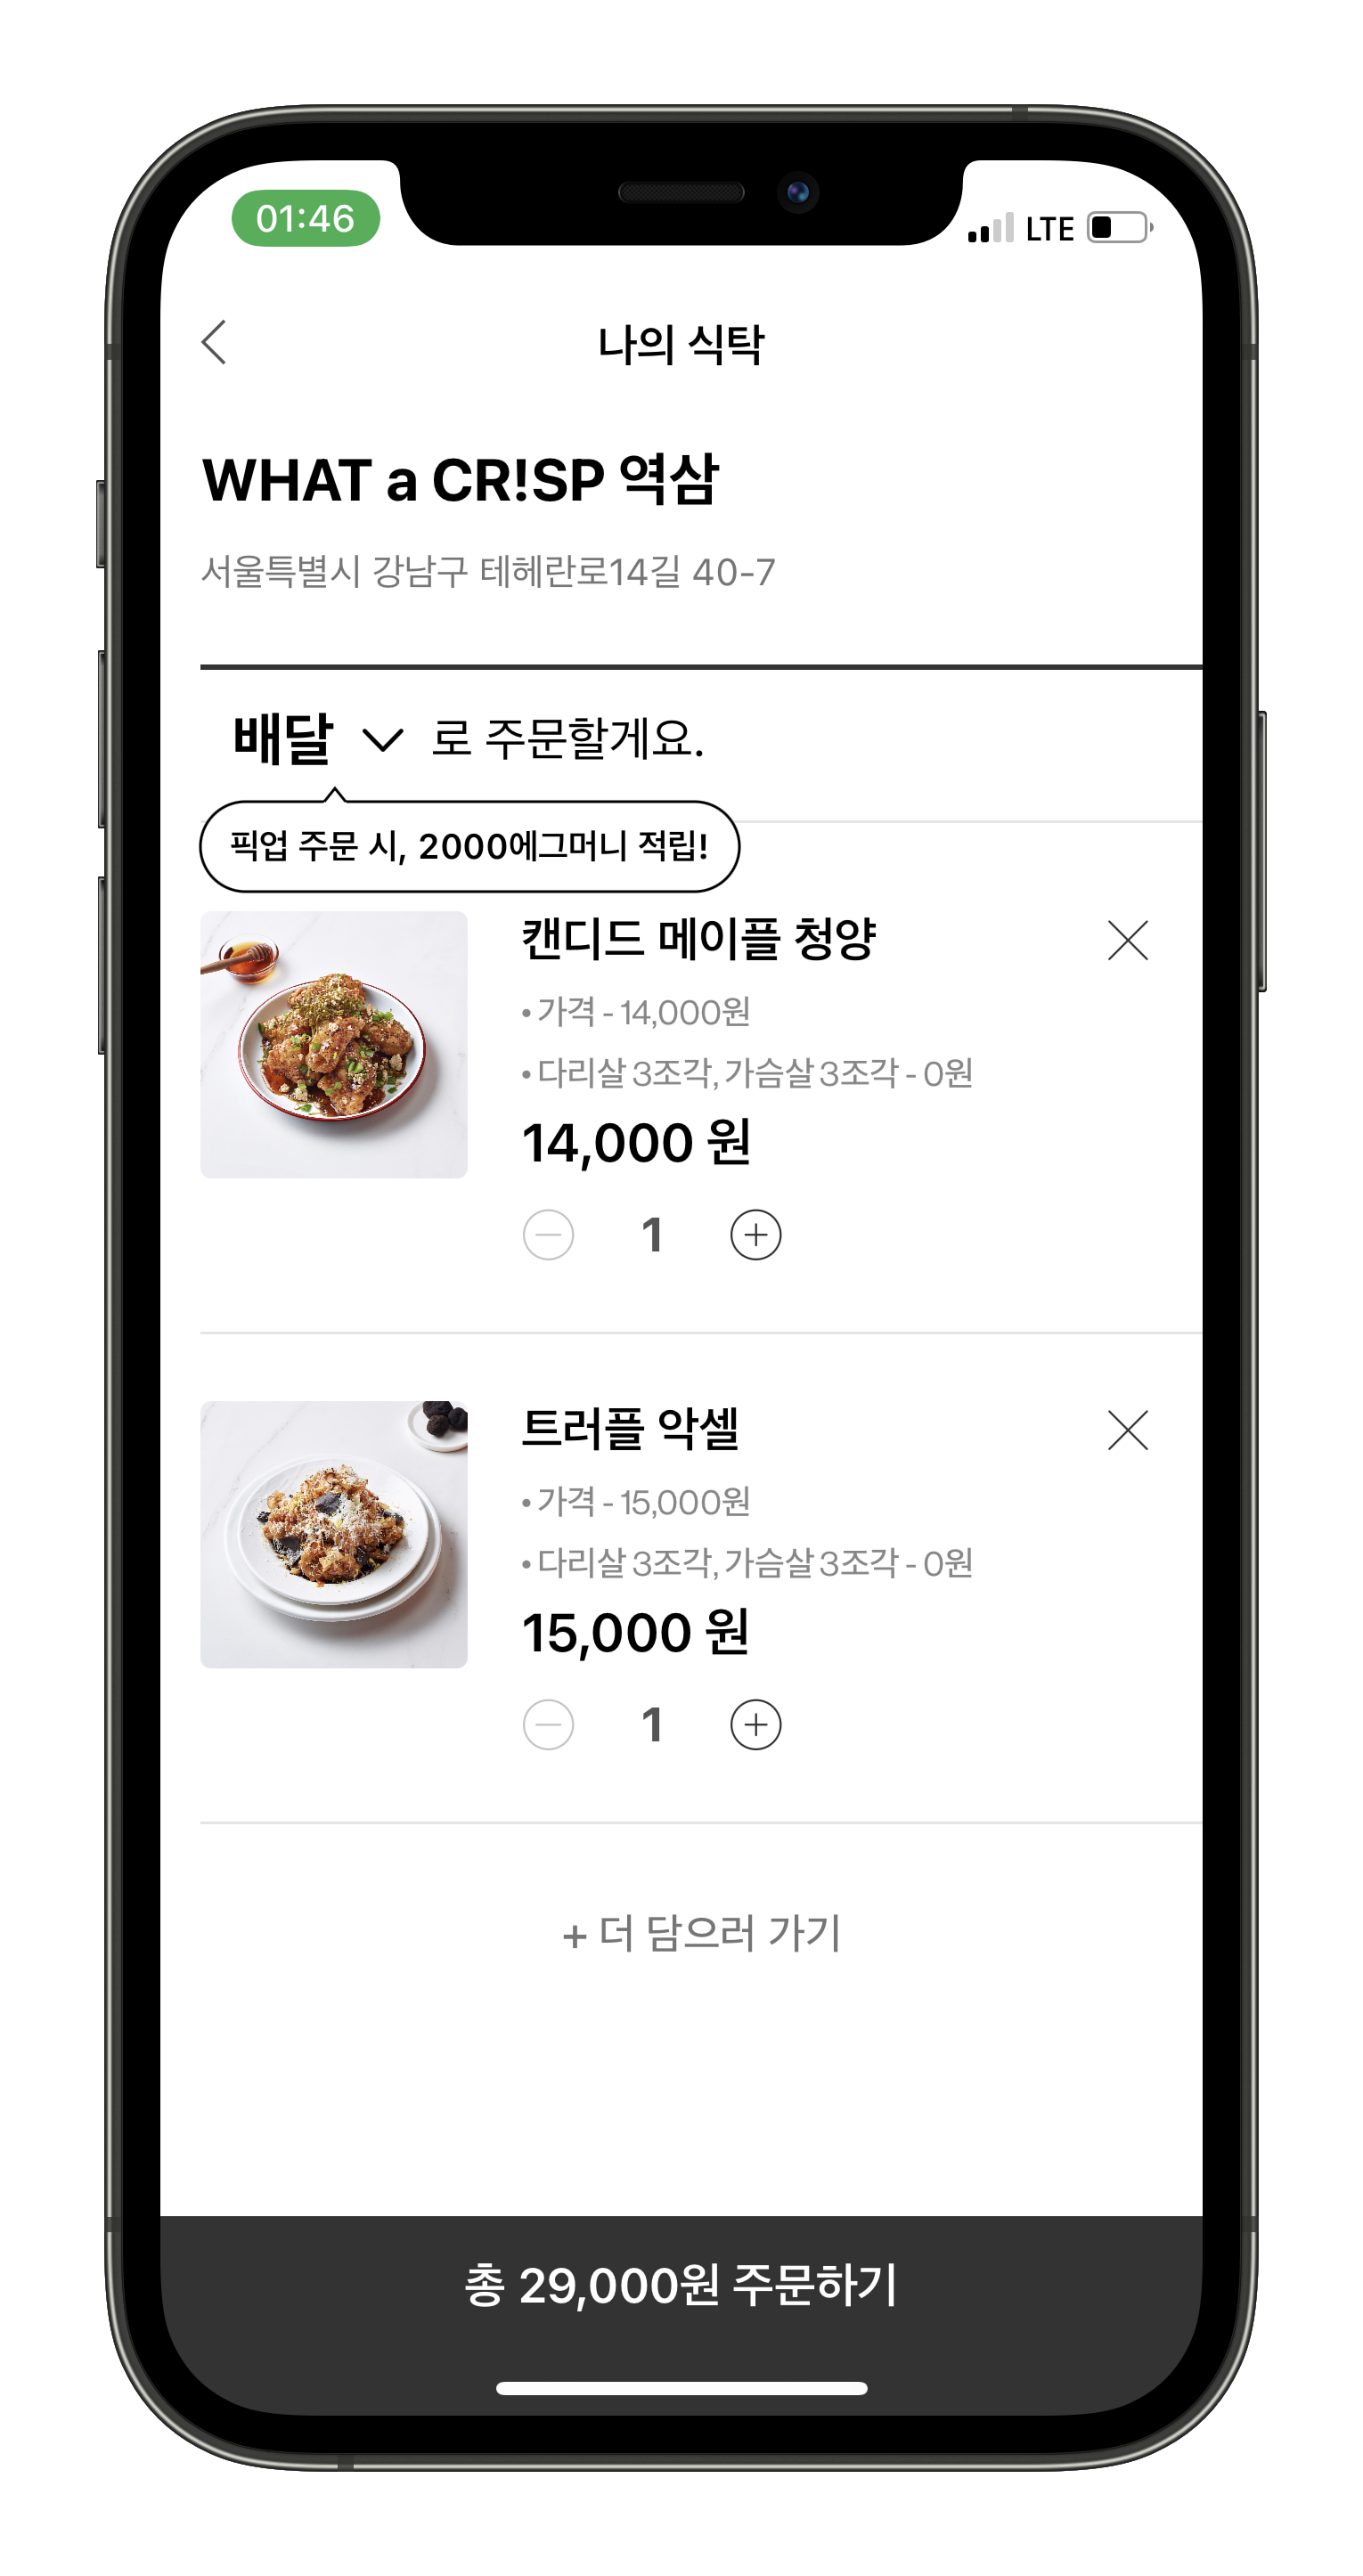 01:46
LTE
나의 식탁
WHAT a CR!SP 역삼
서울특별시 강남구 테헤란로14길 40-7
배달 로 주문할게요.
픽업 주문 시, 2000에그머니 적립!
캔디드 메이플 청양
• 가격 - 14,000원
• 다리살 3조각, 가슴살 3조각 - 0원
14,000 원
1
트러플 악셀
• 가격 - 15,000원
• 다리살 3조각, 가슴살 3조각 - 0원
15,000 원
1
+ 더 담으러 가기
총 29,000원 주문하기